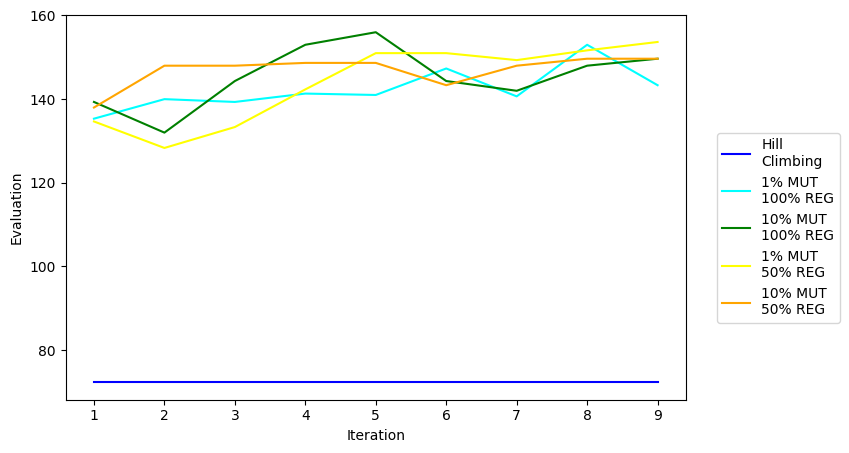 160
140
120
100
80
Evaluation
1
2
3
4
5
6
7
8
9
Iteration
Hill
Climbing
1% MUT
100% REG
10% MUT
100% REG
1% MUT
50% REG
10% MUT
50% REG